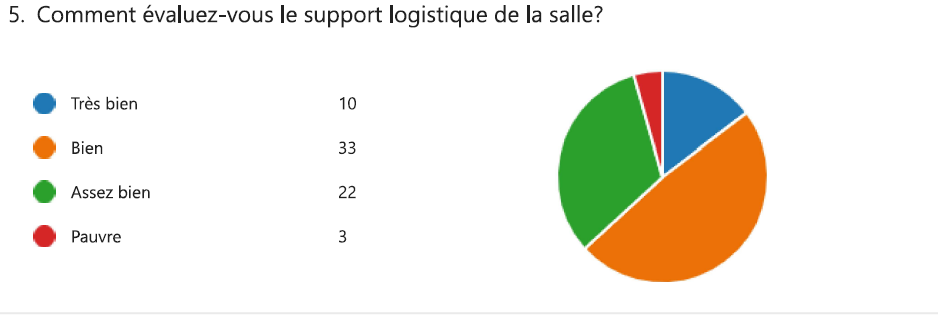 5. Comment évaluez-vous le support logistique de la salle?
Très bien 10
Bien 33
Assez bien 22
Pauvre 3